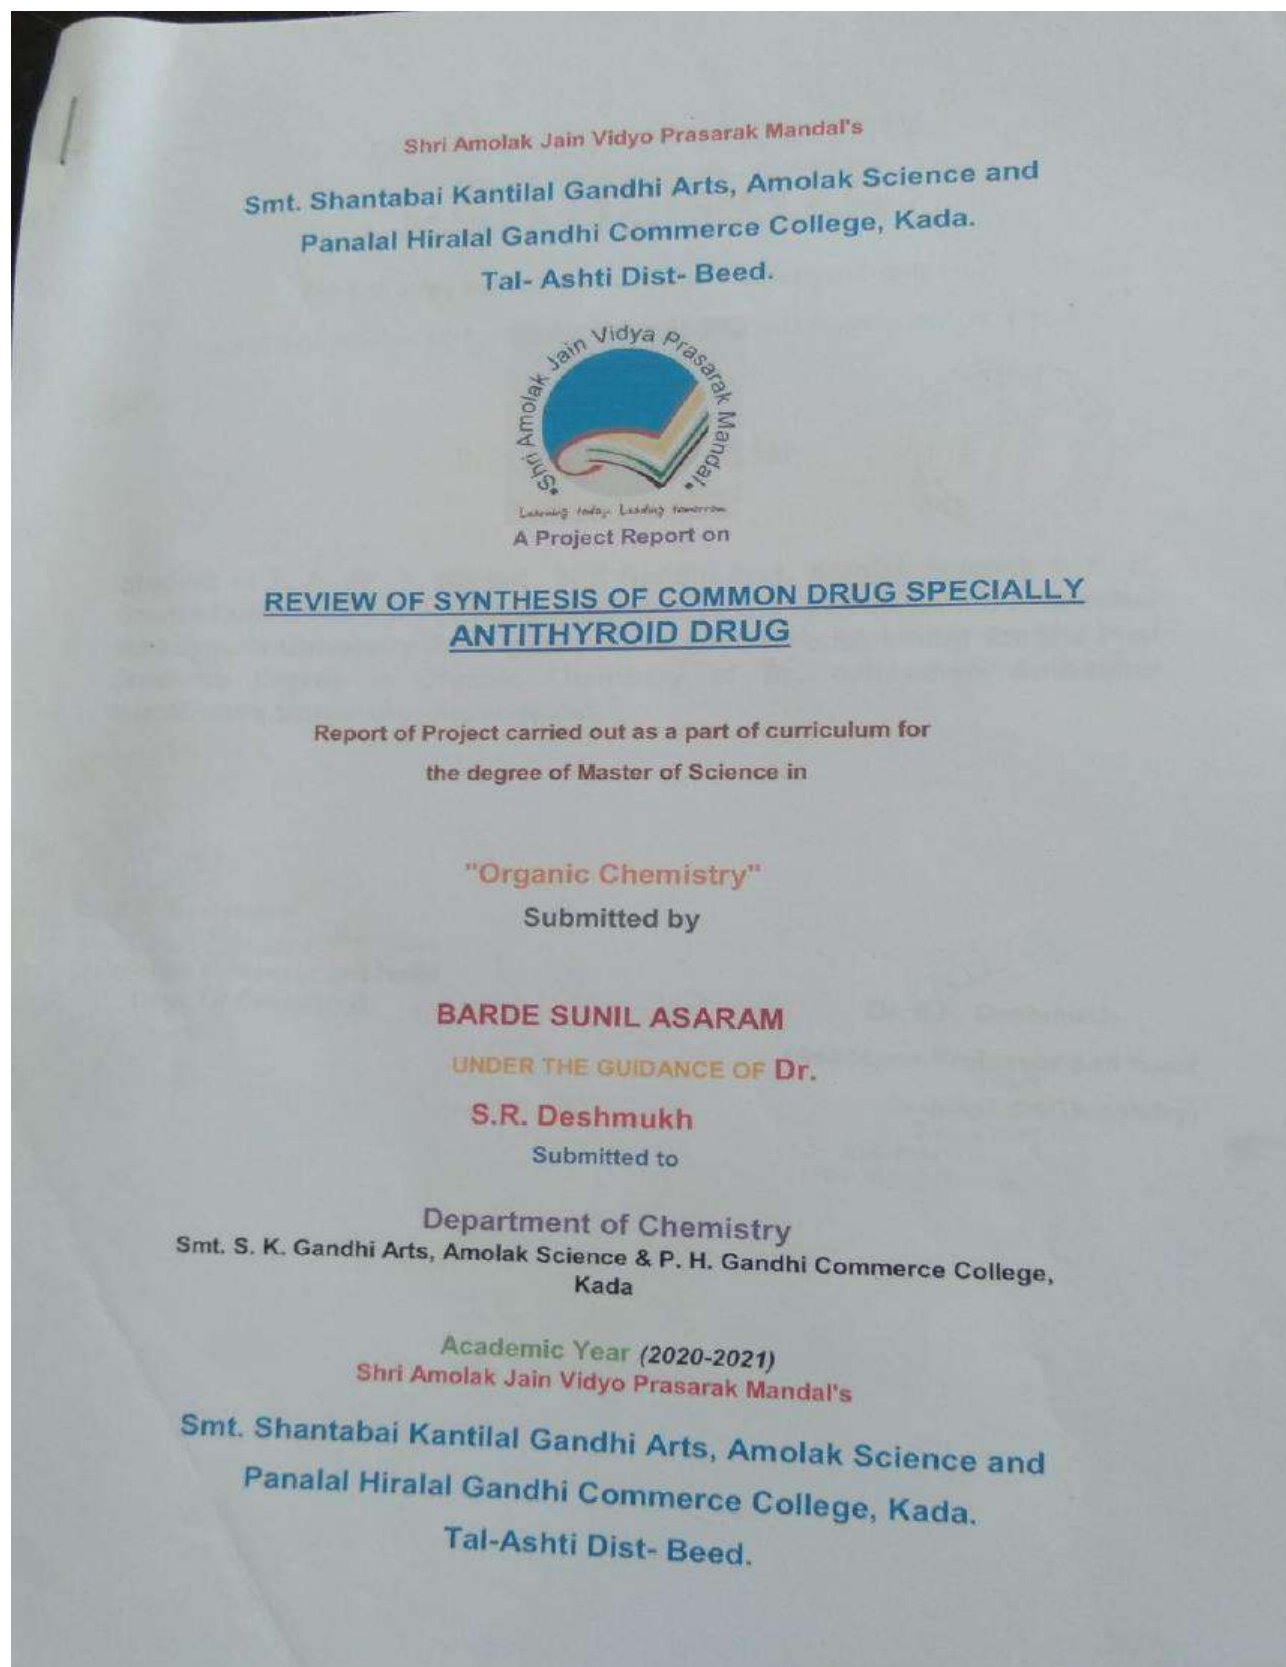 Shri Amolak Jain Vidyo Prasarak Mandal's
Smt. Shantabai Kantilal Gandhi Arts, Amolak Science and
Panalal Hiralal Gandhi Commerce College, Kada.
Tal- Ashti Dist- Beed.
•Shri Amolak Jain Vidya Prasarak Mandal•
Learning today. Leading tomorrow
A Project Report on
REVIEW OF SYNTHESIS OF COMMON DRUG SPECIALLY
ANTITHYROID DRUG
Report of Project carried out as a part of curriculum for
the degree of Master of Science in
"Organic Chemistry"
Submitted by
BARDE SUNIL ASARAM
UNDER THE GUIDANCE OF Dr.
S.R. Deshmukh
Submitted to
Department of Chemistry
Smt. S. K. Gandhi Arts, Amolak Science & P. H. Gandhi Commerce College,
Kada
Academic Year (2020-2021)
Shri Amolak Jain Vidyo Prasarak Mandal's
Smt. Shantabai Kantilal Gandhi Arts, Amolak Science and
Panalal Hiralal Gandhi Commerce College, Kada.
Tal-Ashti Dist- Beed.